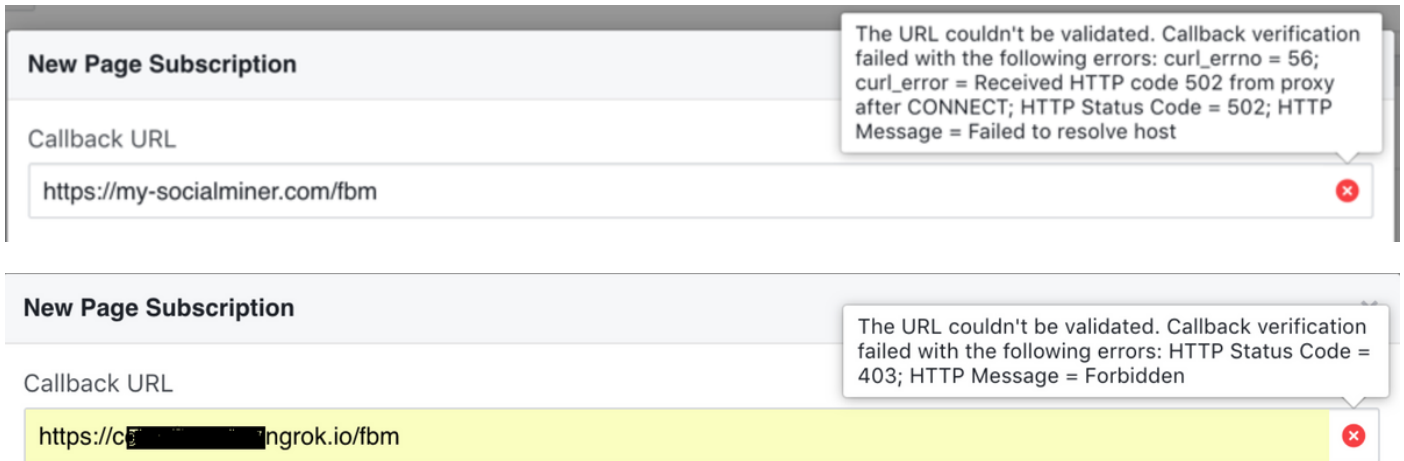 New Page Subscription
The URL couldn't be validated. Callback verification
failed with the following errors: curl_errno = 56;
curl_error = Received HTTP code 502 from proxy
after CONNECT; HTTP Status Code = 502; HTTP
Message = Failed to resolve host
Callback URL
https://my-socialminer.com/fbm
New Page Subscription
The URL couldn't be validated. Callback verification
failed with the following errors: HTTP Status Code =
403; HTTP Message = Forbidden
Callback URL
https://c ngrok.io/fbm